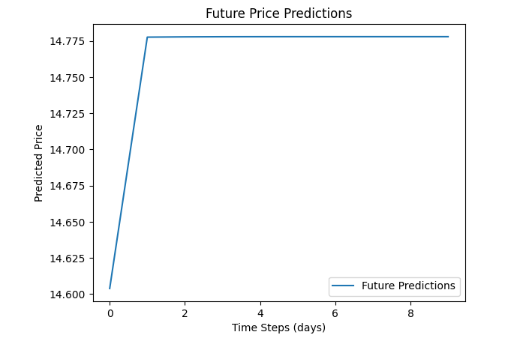 Future Price Predictions
14.775
14.750
14.725
14.700
14.675
14.650
14.625
14.600
Predicted Price
0 2 4 6 8
Time Steps (days)
Future Predictions